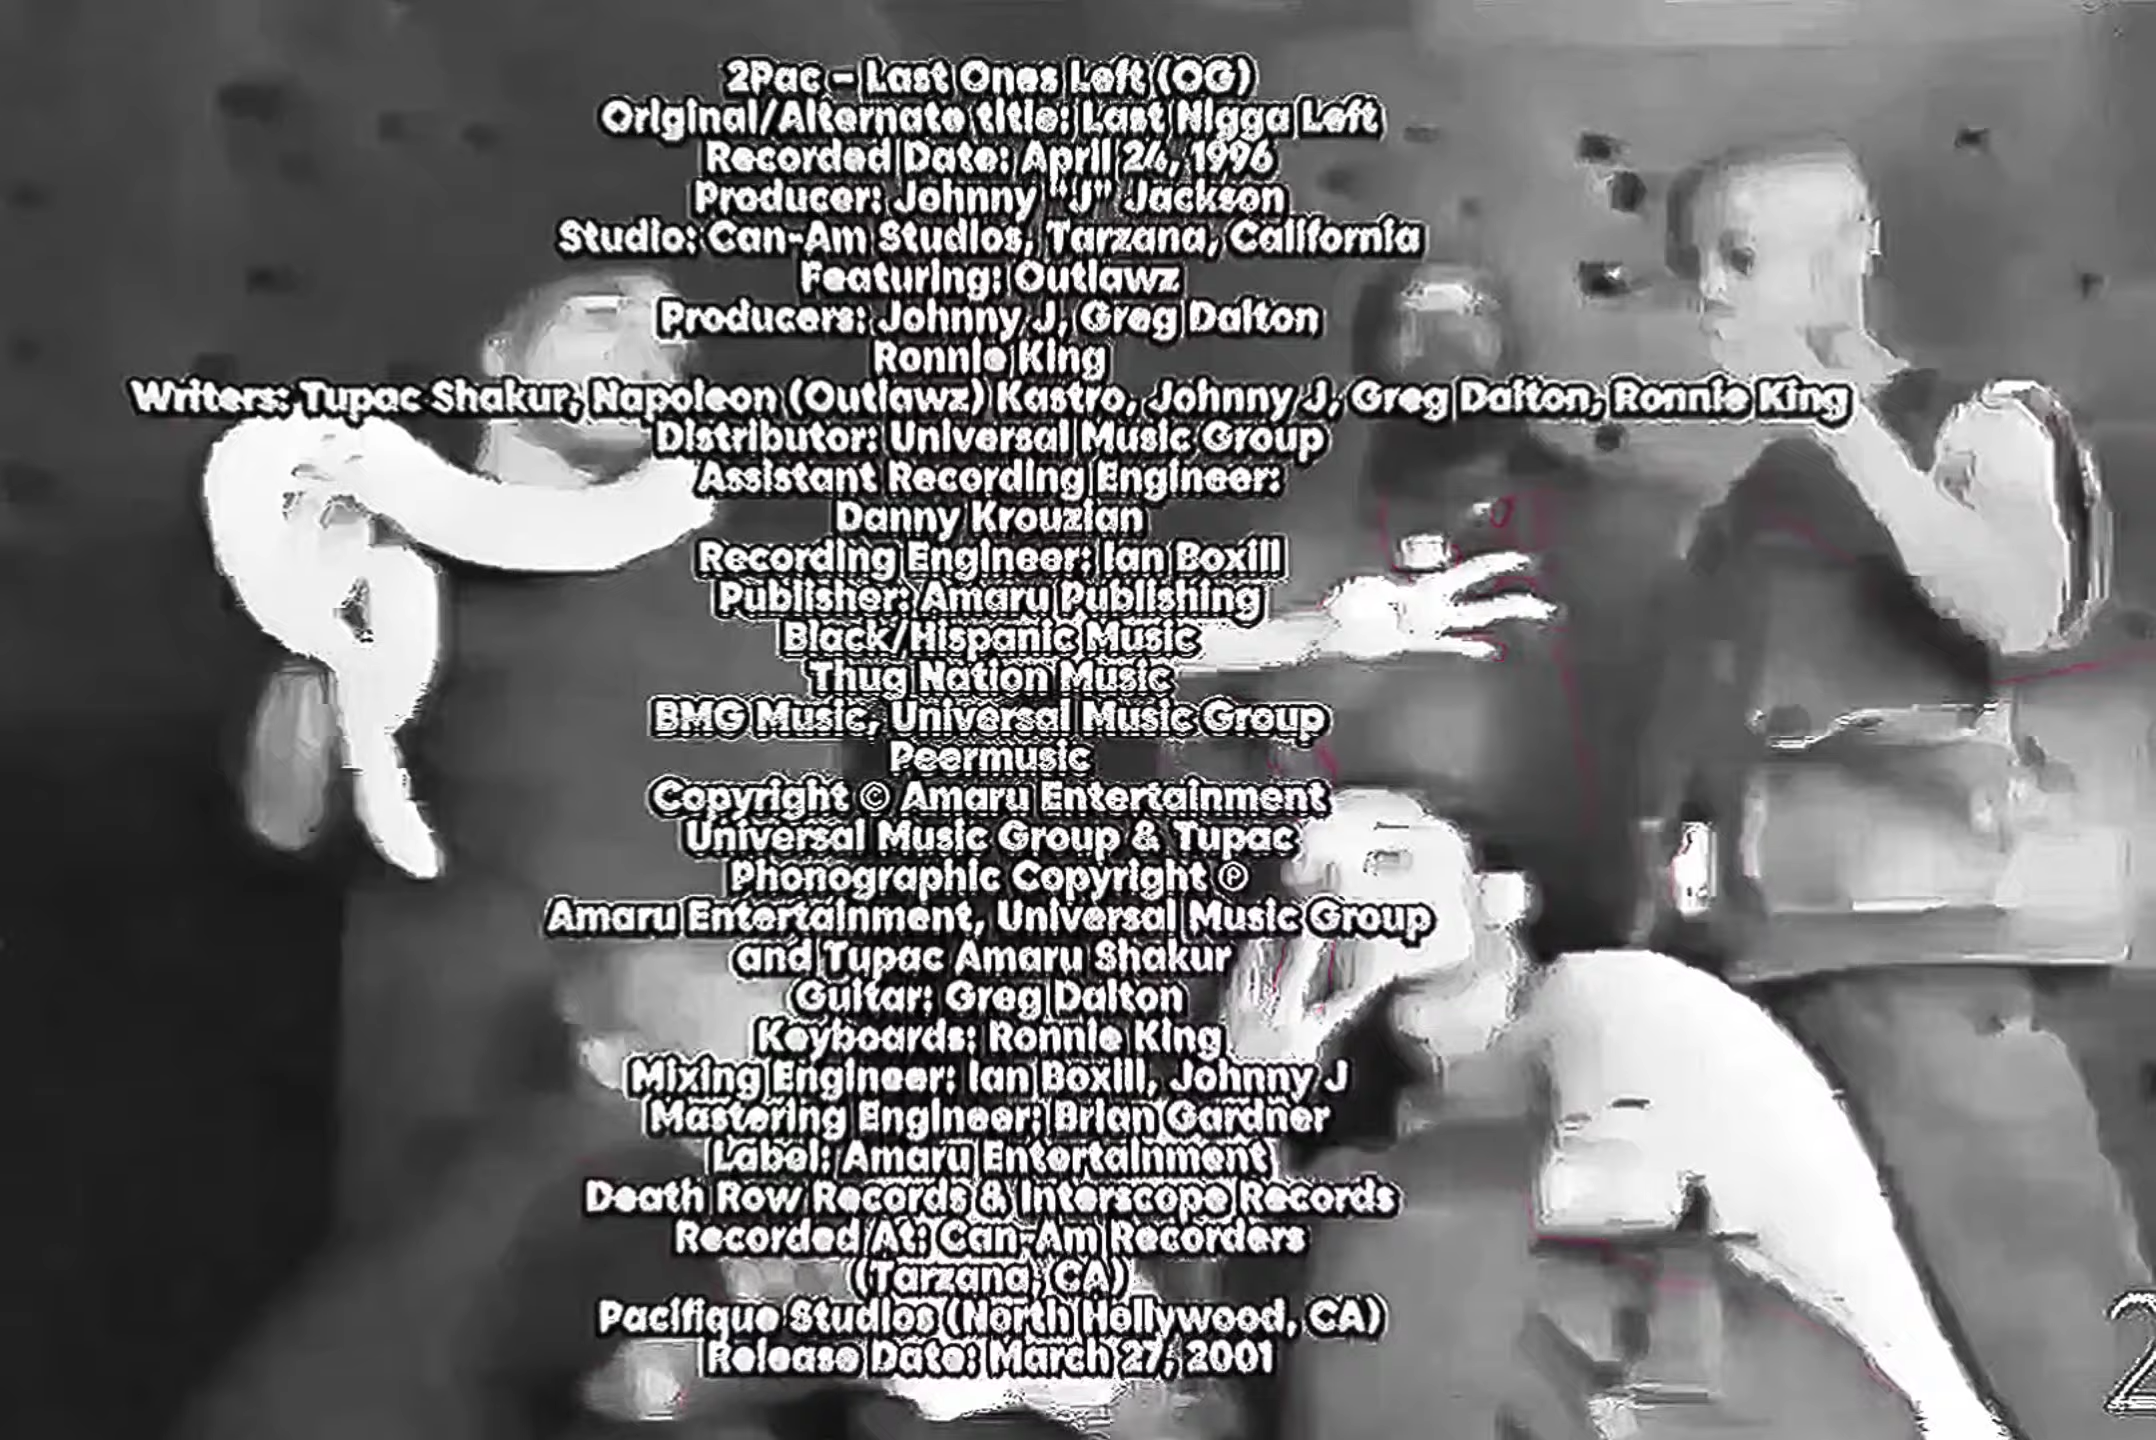 2Pac - Last Ones Left (OG)
Original/Alternate title: Last Nigga Left
Recorded Date: April 24, 1996
Producer: Johnny "J" Jackson
Studio: Can-Am Studios, Tarzana, California
Featuring: Outlawz
Producers: Johnny J, Greg Dalton
Ronnie King
Writers: Tupac Shakur, Napoleon (Outlawz) Kastro, Johnny J, Greg Dalton, Ronnie King
Distributor: Universal Music Group
Assistant Recording Engineer:
Danny Krouzian
Recording Engineer: Ian Boxill
Publisher: Amaru Publishing
Black/Hispanic Music
Thug Nation Music
BMG Music, Universal Music Group
Peermusic
Copyright © Amaru Entertainment
Universal Music Group & Tupac
Phonographic Copyright ℗
Amaru Entertainment, Universal Music Group
and Tupac Amaru Shakur
Guitar: Greg Dalton
Keyboards: Ronnie King
Mixing Engineer: Ian Boxill, Johnny J
Mastering Engineer: Brian Gardner
Label: Amaru Entertainment
Death Row Records & Interscope Records
Recorded At: Can-Am Recorders
(Tarzana, CA)
Pacifique Studios (North Hollywood, CA)
Release Date: March 27, 2001
2